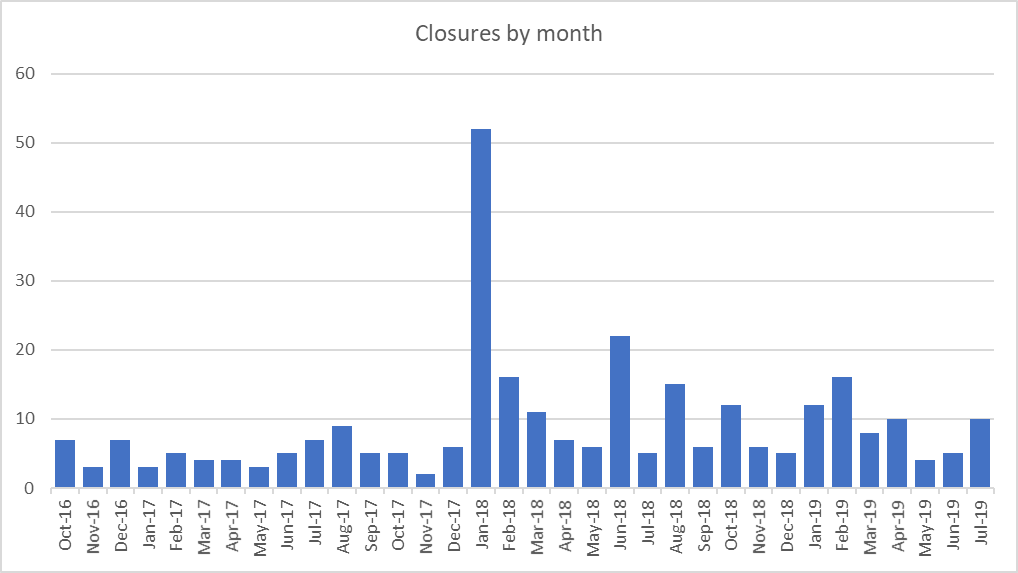 Closures by month
60
50
40
30
20
10
0
Oct-16
Nov-16
Dec-16
Jan-17
Feb-17
Mar-17
Apr-17
May-17
Jun-17
Jul-17
Aug-17
Sep-17
Oct-17
Nov-17
Dec-17
Jan-18
Feb-18
Mar-18
Apr-18
May-18
Jun-18
Jul-18
Aug-18
Sep-18
Oct-18
Nov-18
Dec-18
Jan-19
Feb-19
Mar-19
Apr-19
May-19
Jun-19
Jul-19